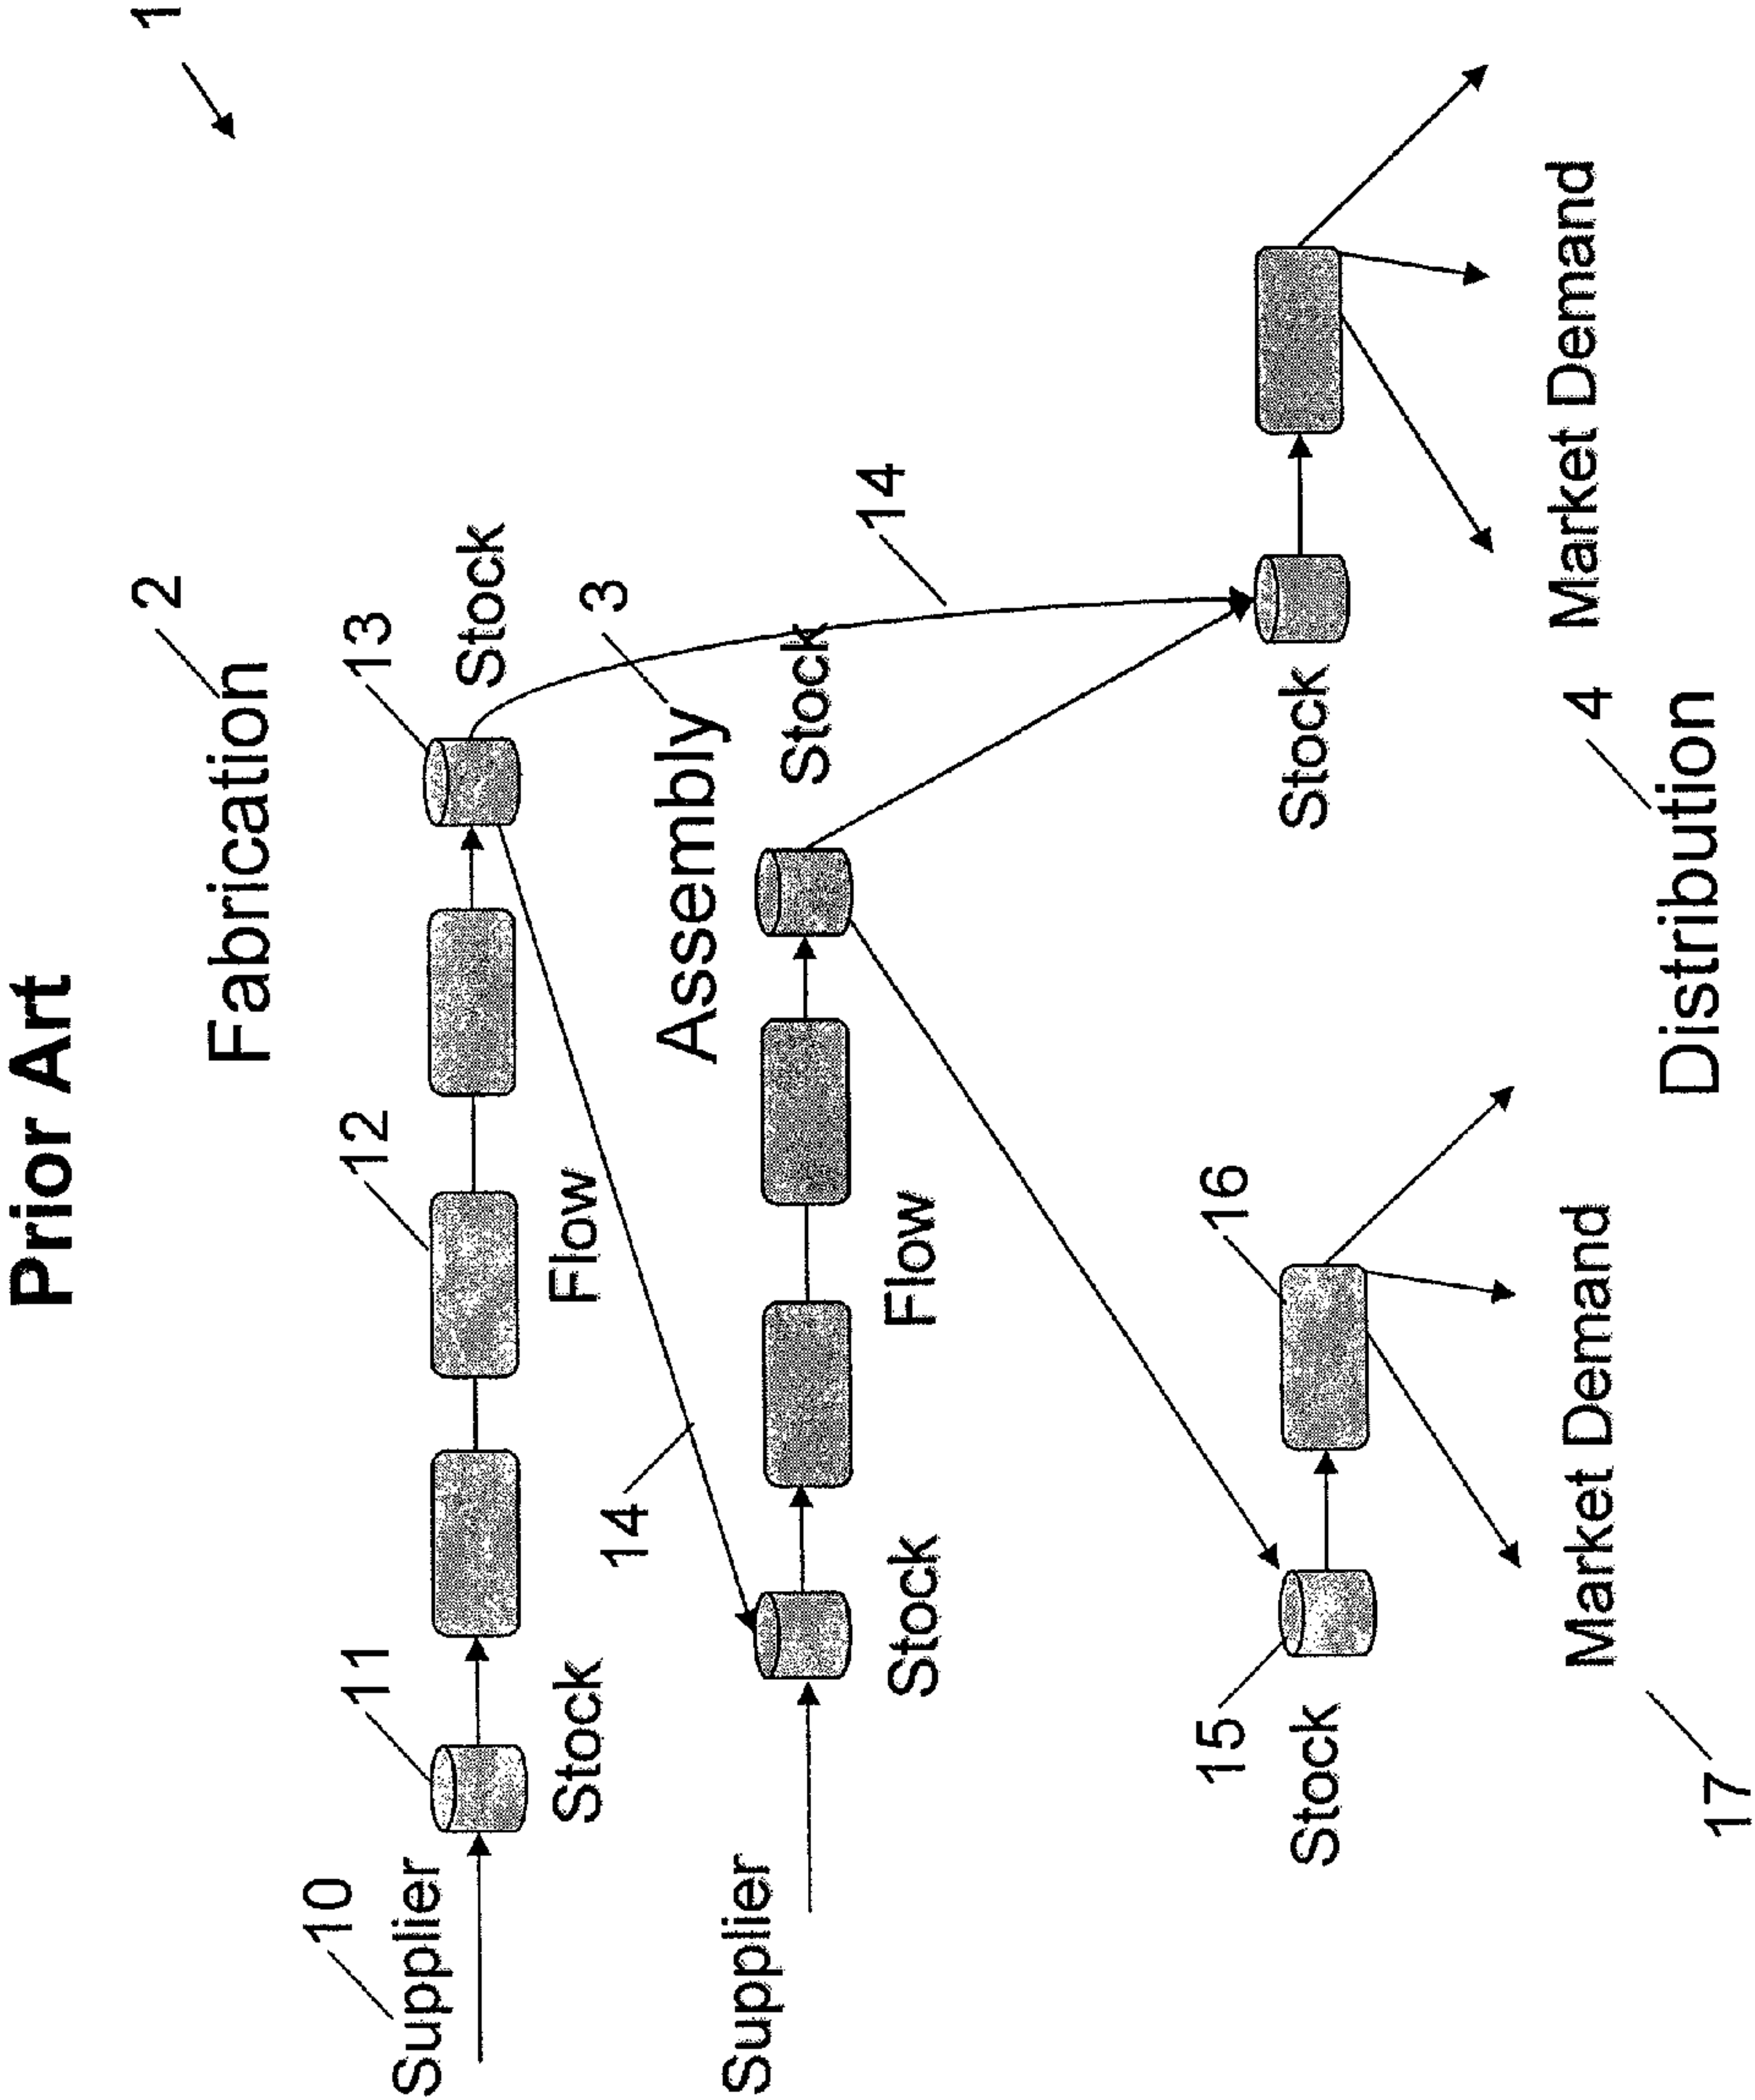 Prior Art
1
Fabrication
2
Supplier
10
11
12
13
Stock
Flow
Stock
14
Assembly
3
Supplier
Stock
Flow
Stock
14
15
Stock
16
Stock
Market Demand
Market Demand
17
Distribution
4